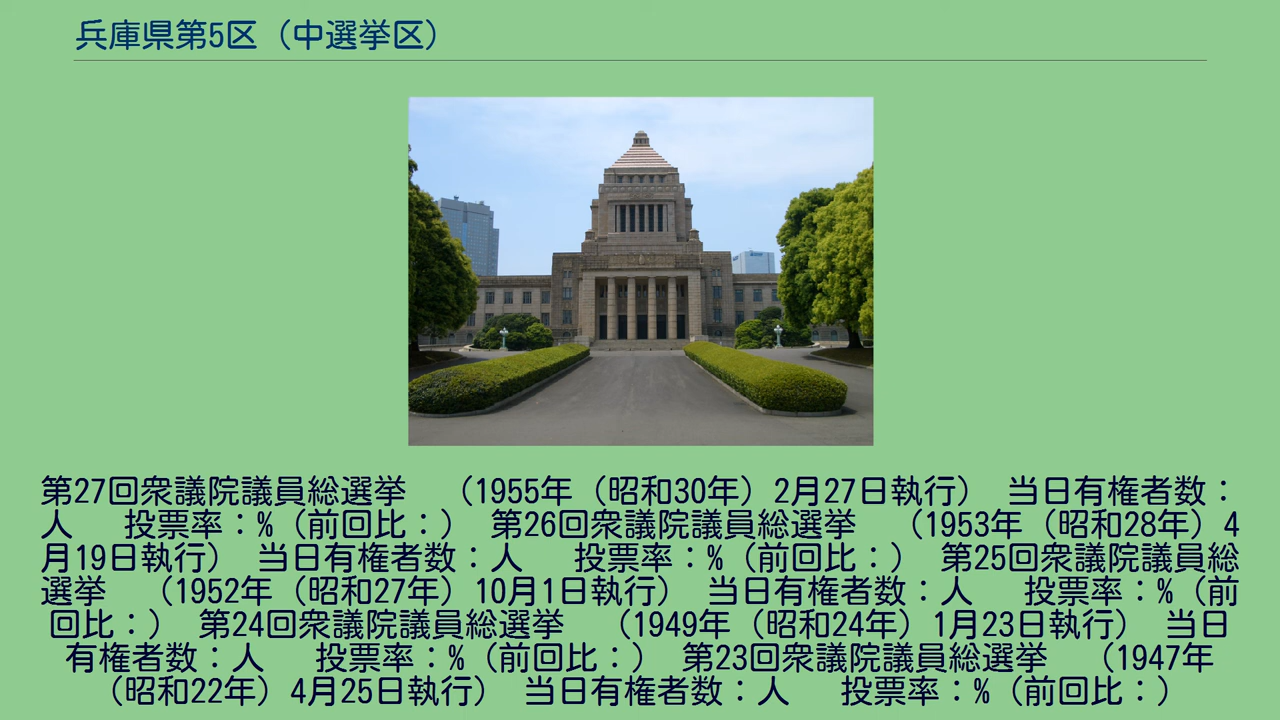 兵庫県第5区（中選挙区）
第27回衆議院議員総選挙　（1955年（昭和30年）2月27日執行） 当日有権者数：
人　 投票率：%（前回比：） 第26回衆議院議員総選挙　（1953年（昭和28年）4
月19日執行） 当日有権者数：人　 投票率：%（前回比：） 第25回衆議院議員総
選挙　（1952年（昭和27年）10月1日執行） 当日有権者数：人　 投票率：%（前
回比：） 第24回衆議院議員総選挙　（1949年（昭和24年）1月23日執行） 当日
有権者数：人　 投票率：%（前回比：） 第23回衆議院議員総選挙　（1947年
（昭和22年）4月25日執行） 当日有権者数：人　 投票率：%（前回比：）